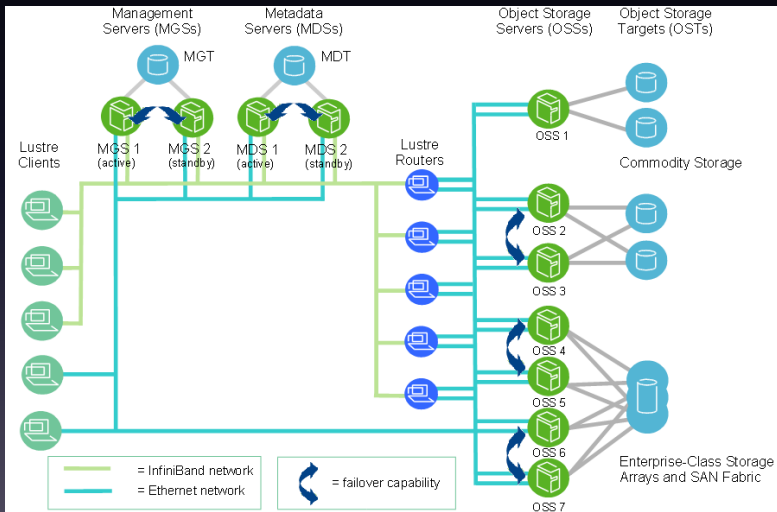 Management
Servers (MGSs)
Metadata
Servers (MDSs)
Object Storage
Servers (OSSs)
Object Storage
Targets (OSTs)
MGT
MDT
MGS 1
(active)
MGS 2
(standby)
MDS 1
(active)
MDS 2
(standby)
Lustre
Clients
Lustre
Routers
OSS 1
Commodity Storage
OSS 2
OSS 3
OSS 4
OSS 5
OSS 6
OSS 7
Enterprise-Class Storage
Arrays and SAN Fabric
= InfiniBand network
= Ethernet network
= failover capability